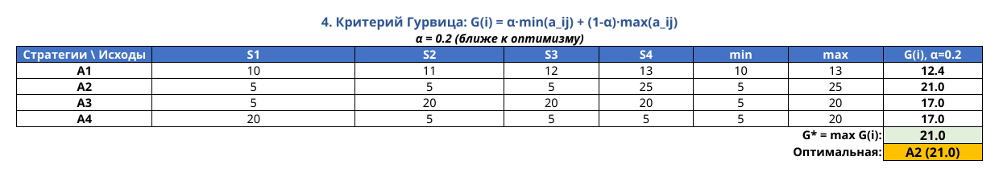 4. Критерий Гурвица: G(i) = α·min(a_ij) + (1-α)·max(a_ij)
α = 0.2 (ближе к оптимизму)
Стратегии \ Исходы S1 S2 S3 S4 min max G(i), α=0.2
A1 10 11 12 13 10 13 12.4
A2 5 5 5 25 5 25 21.0
A3 5 20 20 20 5 20 17.0
A4 20 5 5 5 5 20 17.0
G* = max G(i): 21.0
Оптимальная: A2 (21.0)